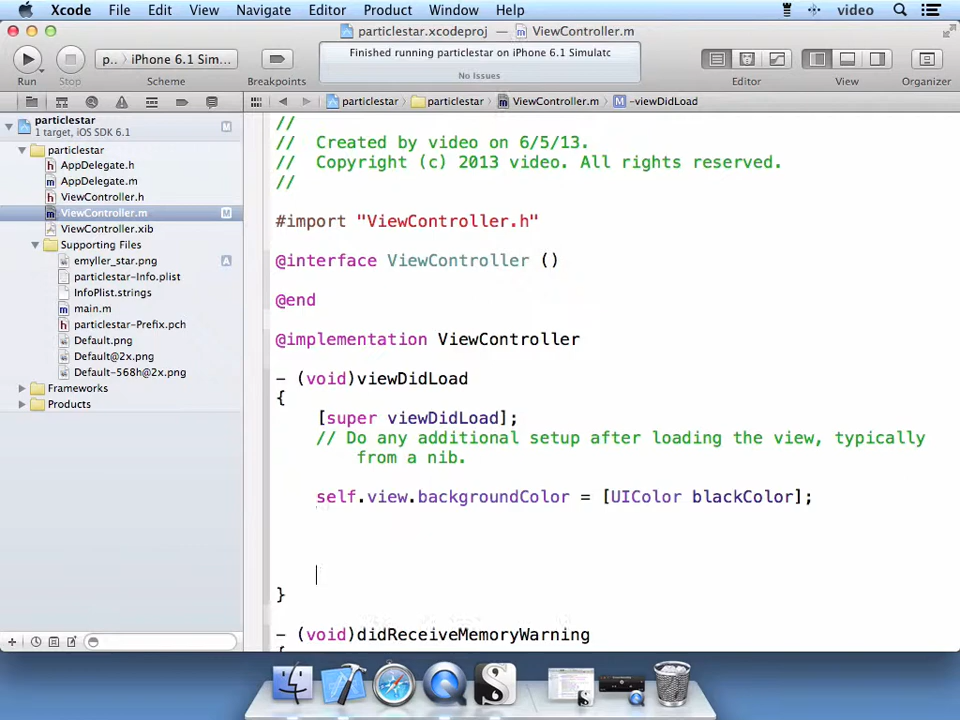 Xcode File Edit View Navigate Editor Product Window Help video
particlestar.xcodeproj — ViewController.m
p.. iPhone 6.1 Sim...
Finished running particlestar on iPhone 6.1 Simulatc
No Issues
Run Stop Scheme Breakpoints Editor View Organizer
particlestar particlestar ViewController.m M -viewDidLoad
particlestar M
1 target, iOS SDK 6.1
particlestar
AppDelegate.h
AppDelegate.m
ViewController.h
ViewController.m M
ViewController.xib
Supporting Files
emyller_star.png A
particlestar-Info.plist
InfoPlist.strings
main.m
particlestar-Prefix.pch
Default.png
Default@2x.png
Default-568h@2x.png
Frameworks
Products
//
// Created by video on 6/5/13.
// Copyright (c) 2013 video. All rights reserved.
//
#import "ViewController.h"
@interface ViewController ()
@end
@implementation ViewController
- (void)viewDidLoad
{
[super viewDidLoad];
// Do any additional setup after loading the view, typically
from a nib.
self.view.backgroundColor = [UIColor blackColor];
}
- (void)didReceiveMemoryWarning
{